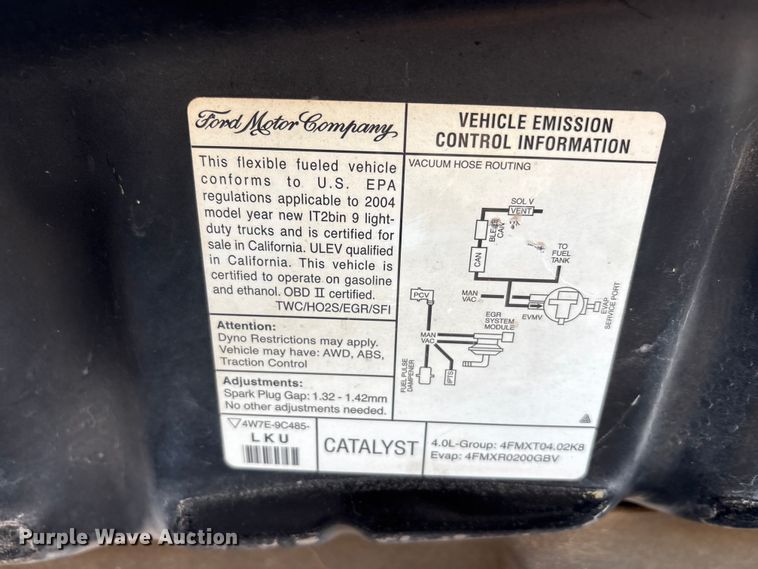 Ford Motor Company
VEHICLE EMISSION
CONTROL INFORMATION
This flexible fueled vehicle
conforms to U.S. EPA
regulations applicable to 2004
model year new IT2bin 9 light-
duty trucks and is certified for
sale in California. ULEV qualified
in California. This vehicle is
certified to operate on gasoline
and ethanol. OBD II certified.
TWC/HO2S/EGR/SFI
Attention:
Dyno Restrictions may apply.
Vehicle may have: AWD, ABS,
Traction Control
Adjustments:
Spark Plug Gap: 1.32 - 1.42mm
No other adjustments needed.
VACUUM HOSE ROUTING
SOL V
VENT
BLEED
CAN
CAN
TO
FUEL
TANK
MAN
VAC
EVMV
EVAP
SERVICE PORT
PCV
EGR
SYSTEM
MODULE
MAN
VAC
FUEL PULSE
DAMPENER
IPTS
4W7E-9C485-
LKU
CATALYST
4.0L-Group: 4FMXT04.02K8
Evap: 4FMXR0200GBV
Purple Wave Auction